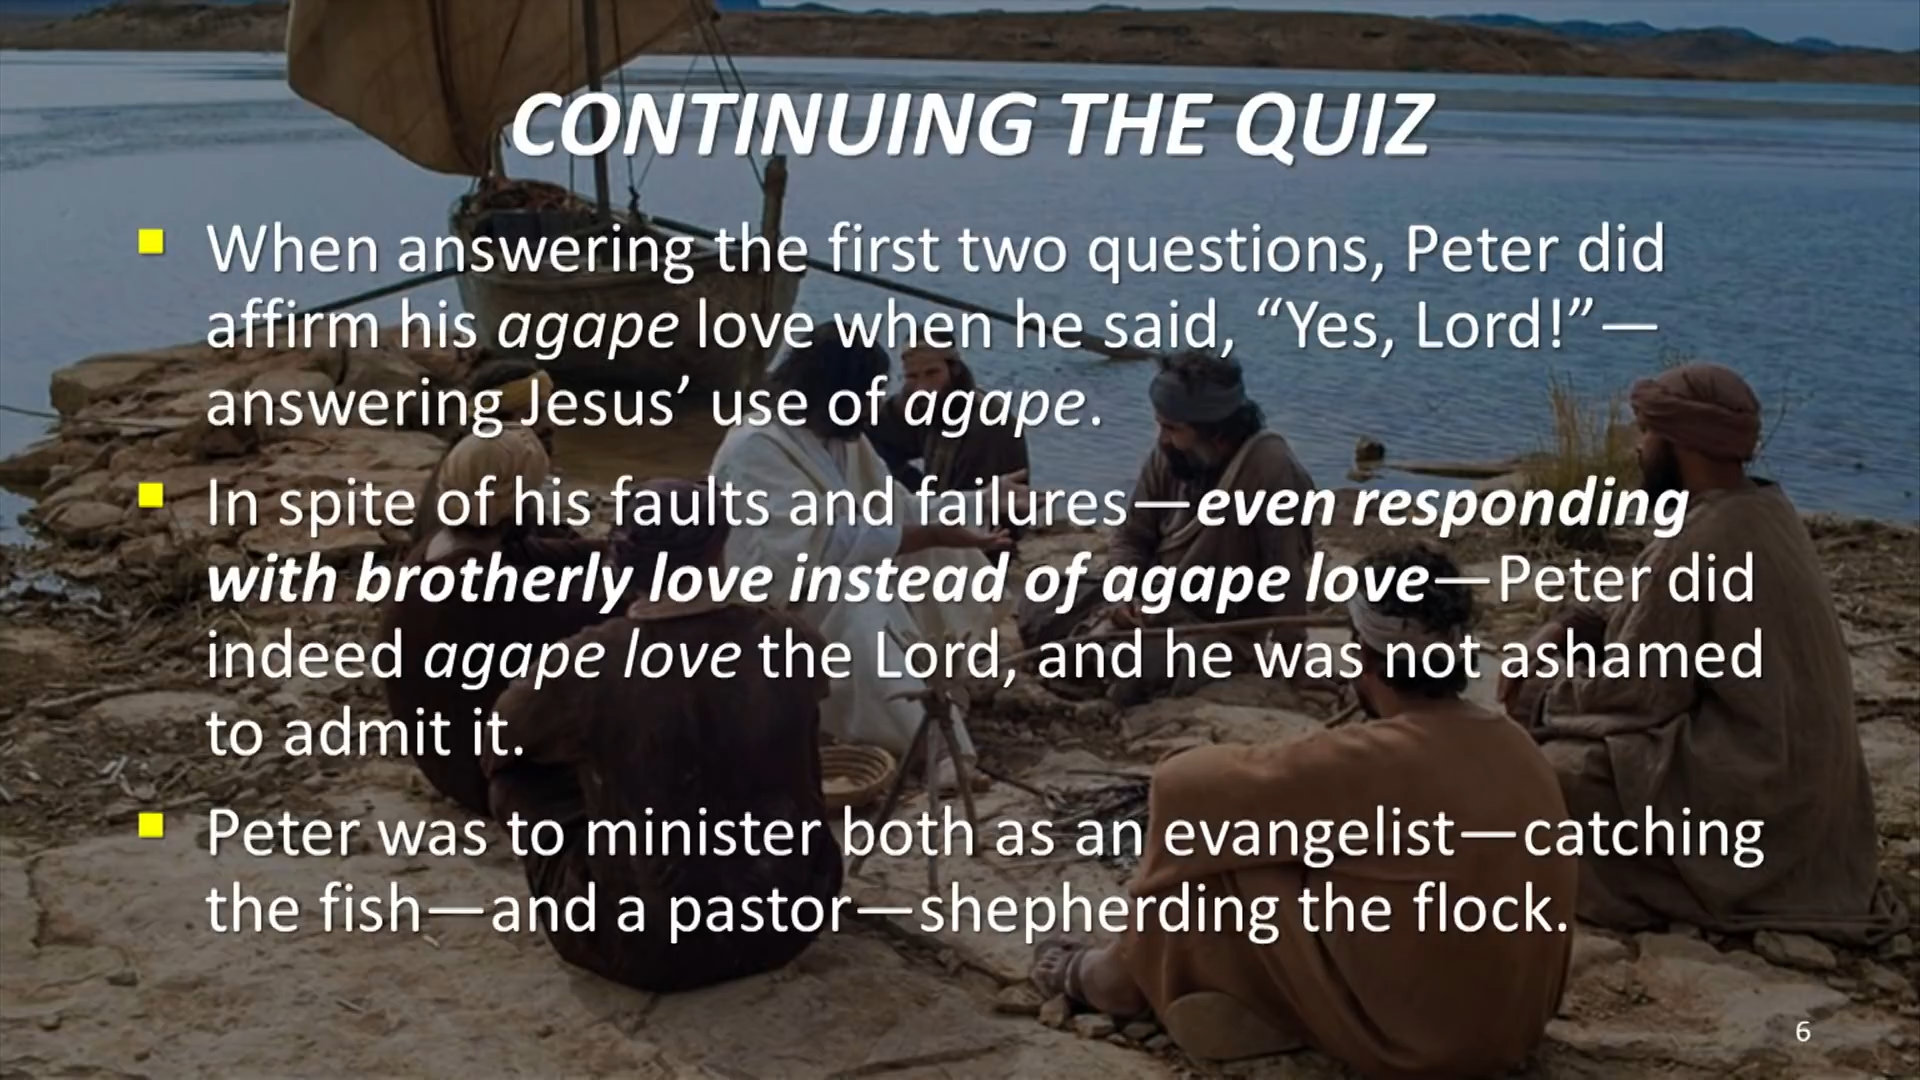 CONTINUING THE QUIZ
When answering the first two questions, Peter did
affirm his agape love when he said, “Yes, Lord!”—
answering Jesus’ use of agape.
In spite of his faults and failures—even responding
with brotherly love instead of agape love—Peter did
indeed agape love the Lord, and he was not ashamed
to admit it.
Peter was to minister both as an evangelist—catching
the fish—and a pastor—shepherding the flock.
6